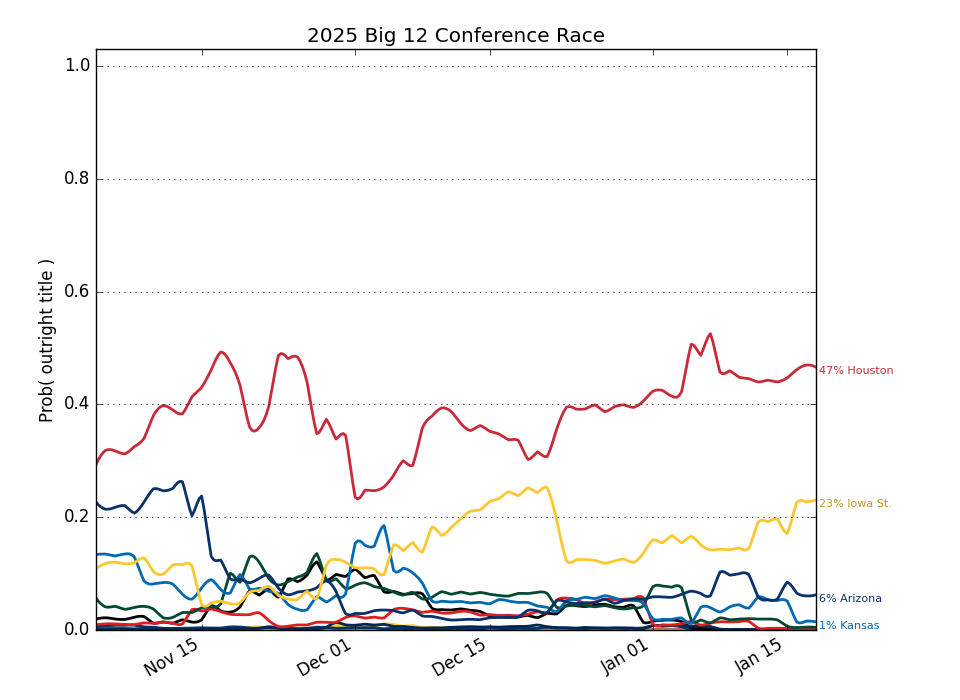 2025 Big 12 Conference Race
1.0
0.8
0.6
0.4
0.2
0.0
Prob( outright title )
47% Houston
23% Iowa St.
6% Arizona
1% Kansas
Nov 15
Dec 01
Dec 15
Jan 01
Jan 15